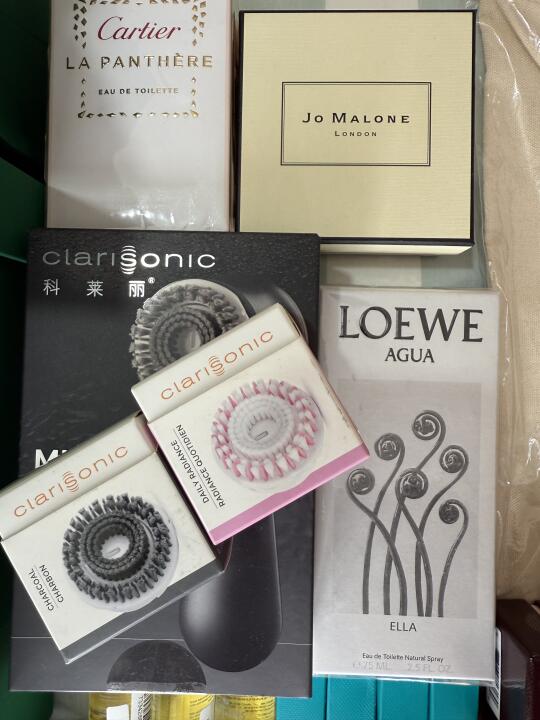 Cartier
LA PANTHÈRE
EAU DE TOILETTE
JO MALONE
LONDON
clarisonic
科莱丽®
clarisonic
DAILY RADIANCE
RADIANCE QUOTIDIEN
clarisonic
CHARCOAL
CHARBON
LOEWE
AGUA
ELLA
Eau de Toilette Natural Spray
℮75 ML. 2.5 FL. OZ.